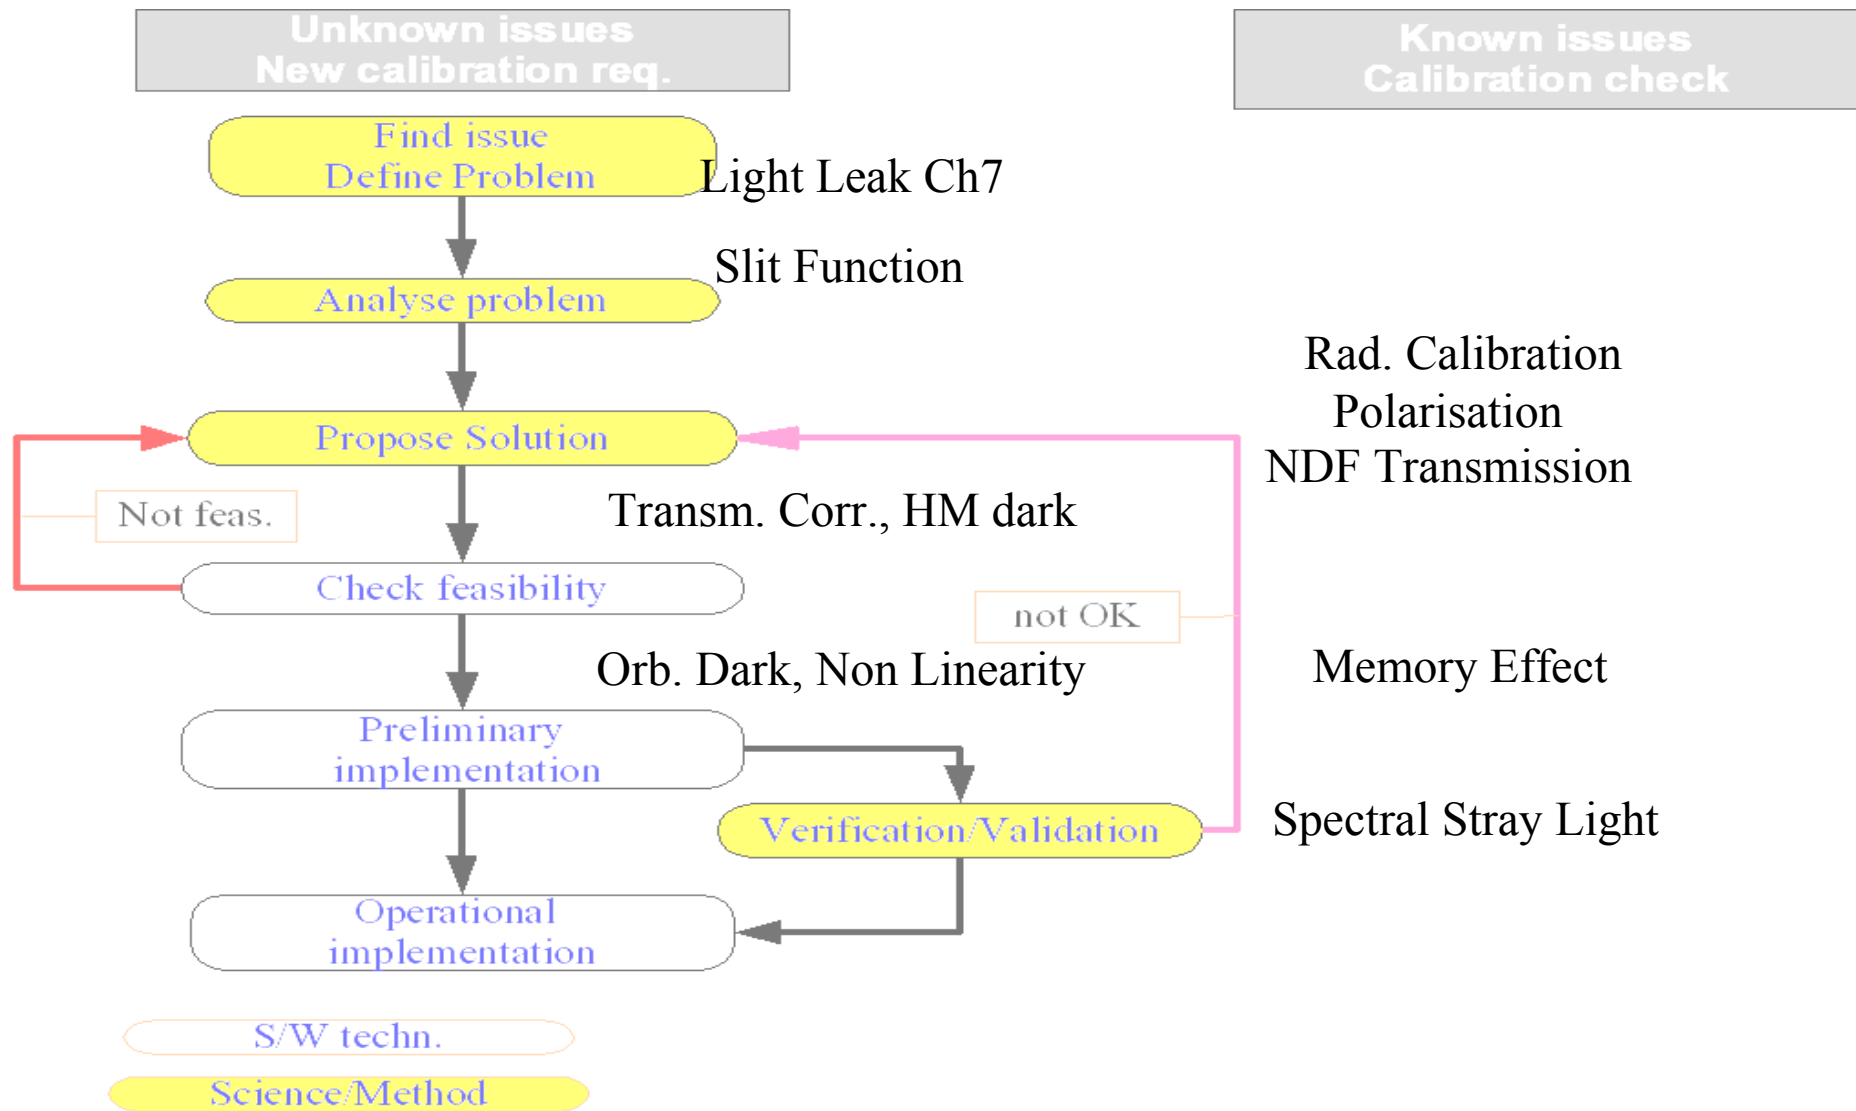 Unknown issues
New calibration req.
Known issues
Calibration check
Find issue
Define Problem
Light Leak Ch7
Slit Function
Analyse problem
Rad. Calibration
Polarisation
NDF Transmission
Propose Solution
Not feas.
Transm. Corr., HM dark
Check feasibility
not OK
Orb. Dark, Non Linearity
Memory Effect
Preliminary
implementation
Verification/Validation
Spectral Stray Light
Operational
implementation
S/W techn.
Science/Method